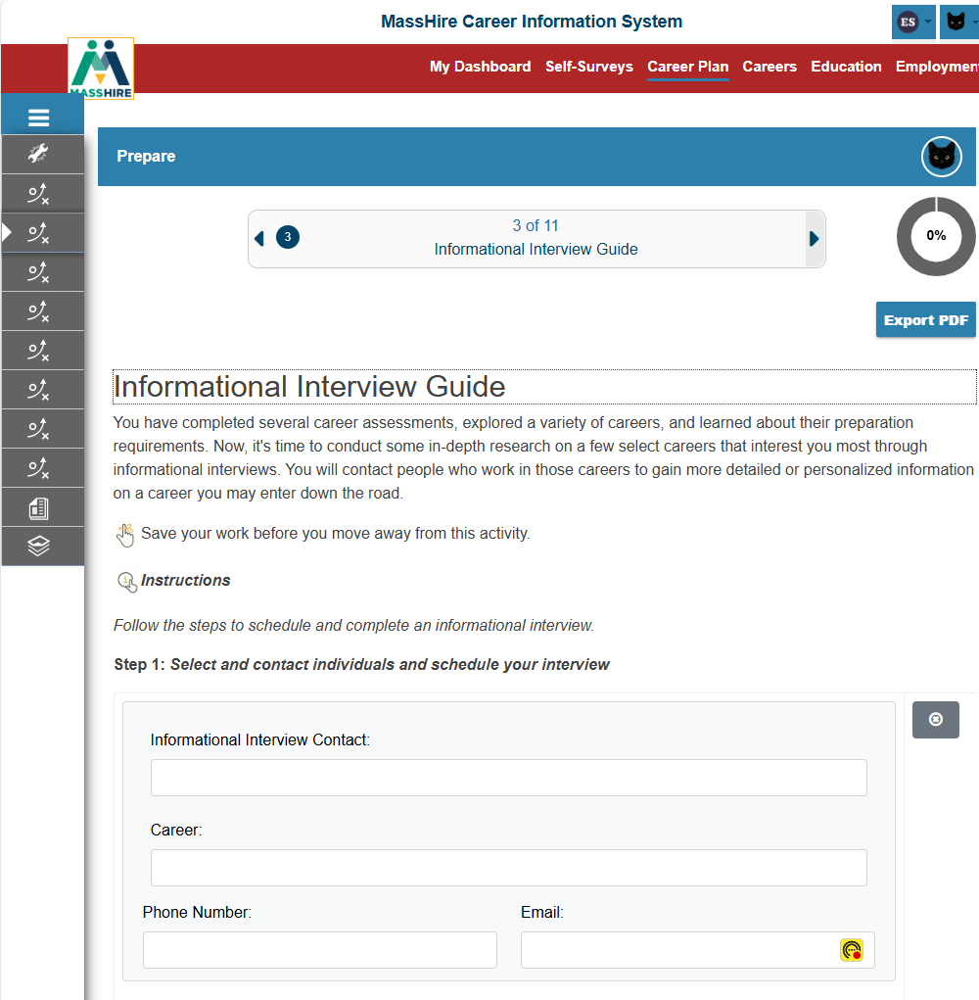 MassHire Career Information System
ES
MASSHIRE
My Dashboard Self-Surveys Career Plan Careers Education Employmen
Prepare
3
3 of 11
Informational Interview Guide
0%
Export PDF
Informational Interview Guide
You have completed several career assessments, explored a variety of careers, and learned about their preparation
requirements. Now, it's time to conduct some in-depth research on a few select careers that interest you most through
informational interviews. You will contact people who work in those careers to gain more detailed or personalized information
on a career you may enter down the road.
Save your work before you move away from this activity.
Instructions
Follow the steps to schedule and complete an informational interview.
Step 1: Select and contact individuals and schedule your interview
Informational Interview Contact:
Career:
Phone Number: Email: